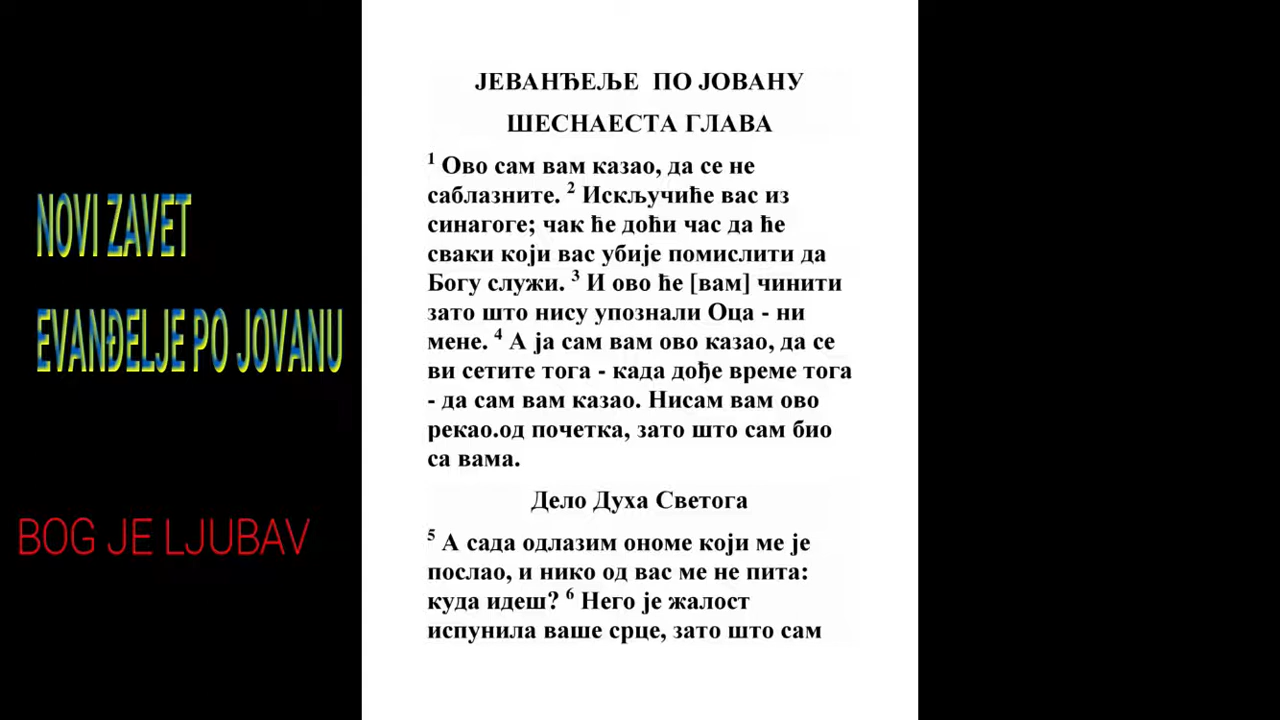 NOVI ZAVET
EVANĐELJE PO JOVANU
BOG JE LJUBAV
ЈЕВАНЂЕЉЕ ПО ЈОВАНУ
ШЕСНАЕСТА ГЛАВА
1 Ово сам вам казао, да се не
саблазните. 2 Искључиће вас из
синагоге; чак ће доћи час да ће
сваки који вас убије помислити да
Богу служи. 3 И ово ће [вам] чинити
зато што нису упознали Оца - ни
мене. 4 А ја сам вам ово казао, да се
ви сетите тога - када дође време тога
- да сам вам казао. Нисам вам ово
рекао.од почетка, зато што сам био
са вама.
Дело Духа Светога
5 А сада одлазим ономе који ме је
послао, и нико од вас ме не пита:
куда идеш? 6 Него је жалост
испунила ваше срце, зато што сам